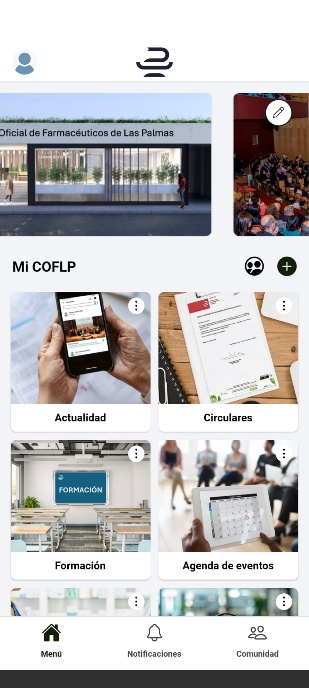 Oficial de Farmacéuticos de Las Palmas
Mi COFLP
Actualidad
Circulares
FORMACIÓN
Formación
Agenda de eventos
Menú
Notificaciones
Comunidad